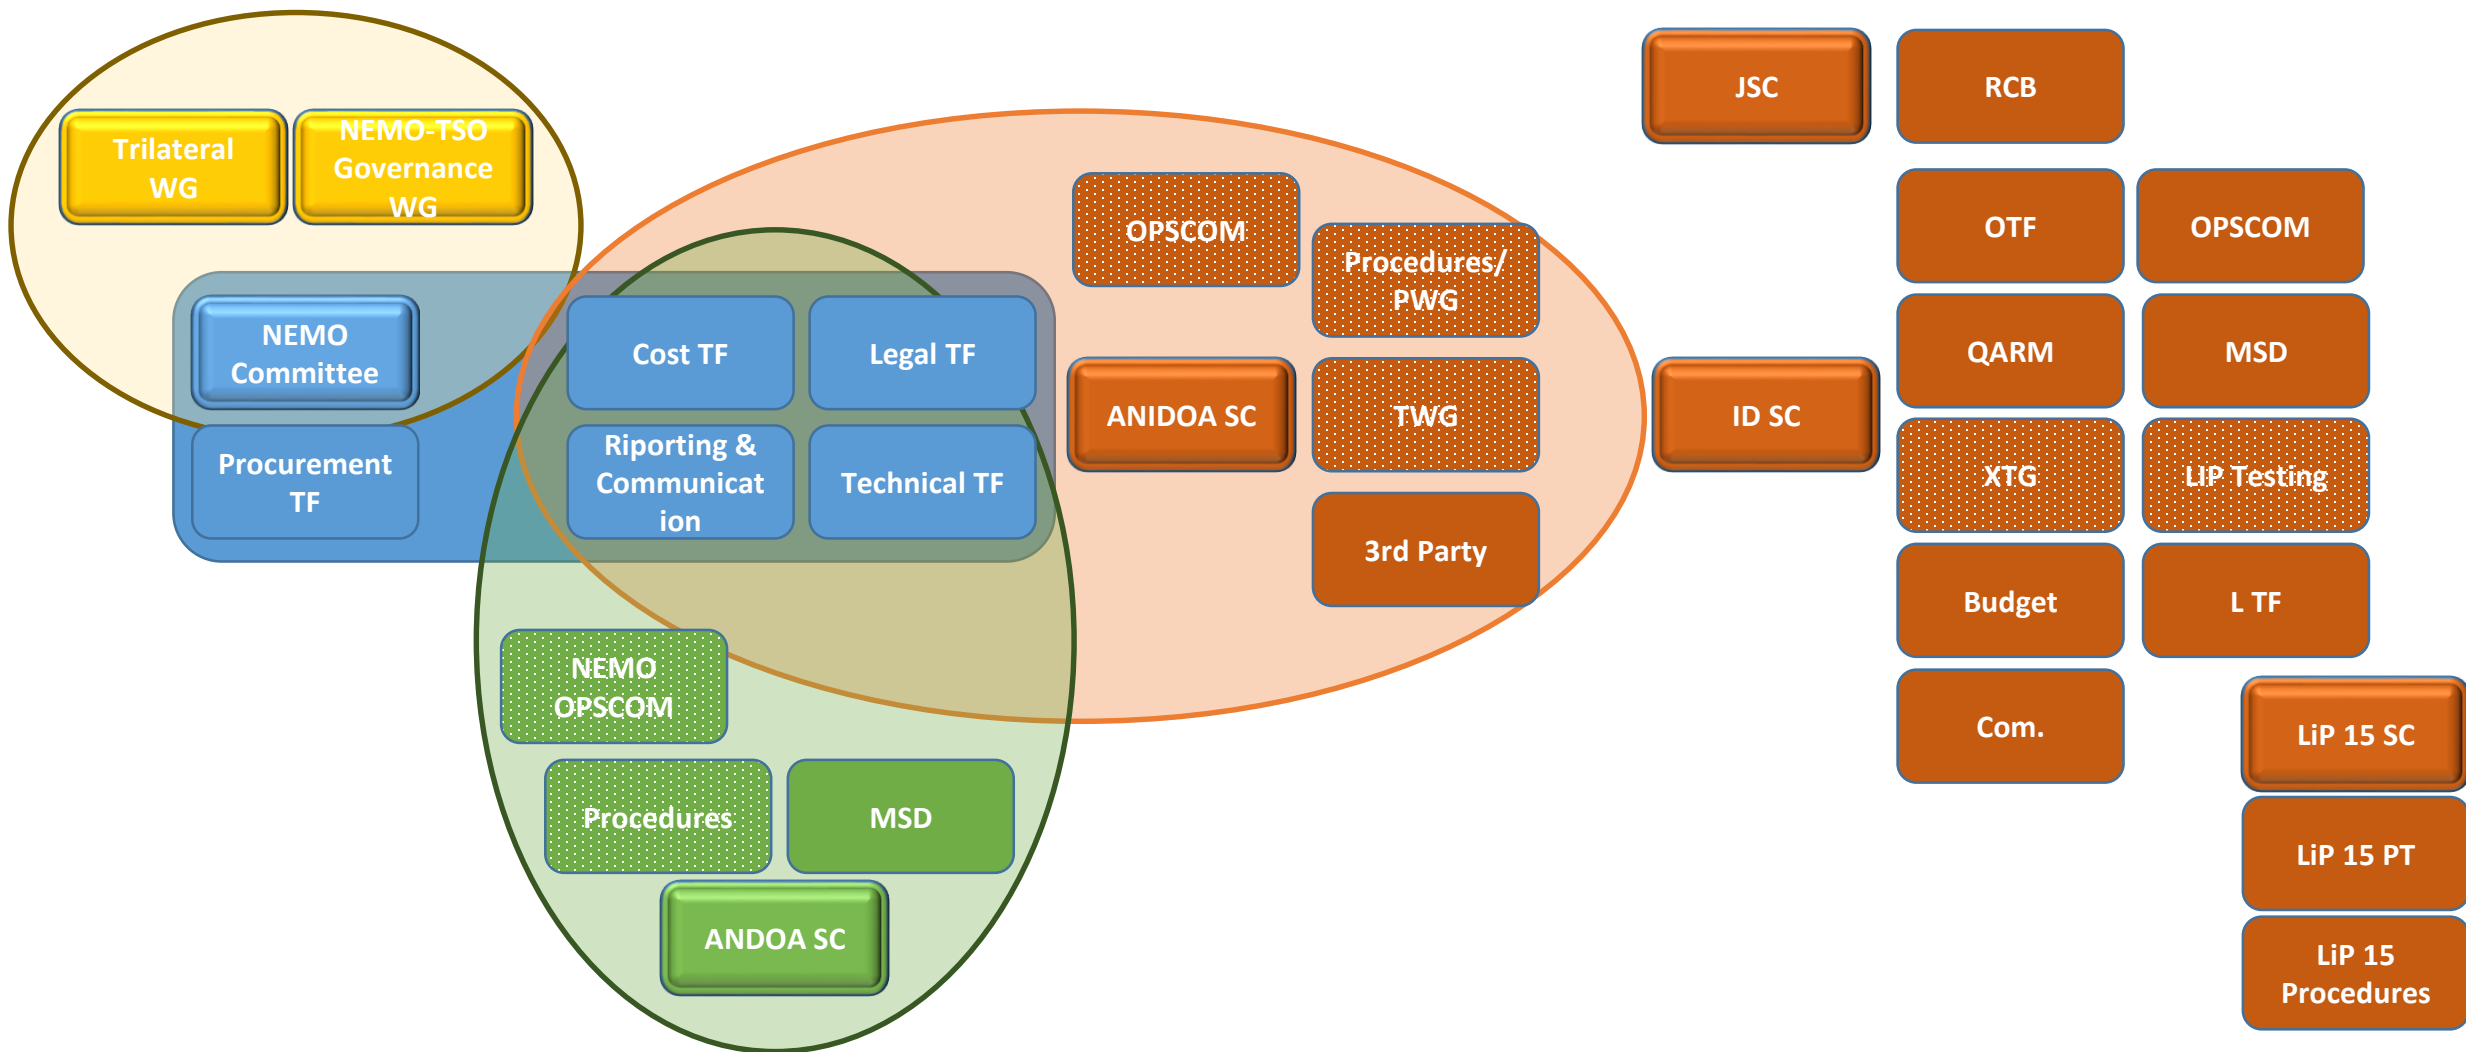 Trilateral
WG
NEMO-TSO
Governance
WG
NEMO
Committee
Procurement
TF
Cost TF
Legal TF
Riporting &
Communicat
ion
Technical TF
NEMO
OPSCOM
Procedures
MSD
ANDOA SC
OPSCOM
Procedures/
PWG
ANIDOA SC
TWG
3rd Party
JSC
RCB
OTF
OPSCOM
ID SC
QARM
MSD
XTG
LIP Testing
Budget
L TF
Com.
LiP 15 SC
LiP 15 PT
LiP 15
Procedures